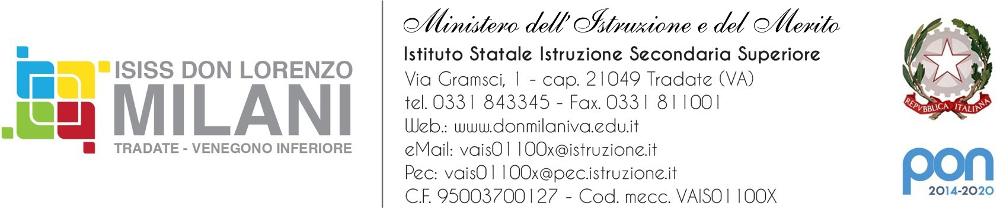 ISISS DON LORENZO
MILANI
TRADATE - VENEGONO INFERIORE
Ministero dell' Istruzione e del Merito
Istituto Statale Istruzione Secondaria Superiore
Via Gramsci, 1 - cap. 21049 Tradate (VA)
tel. 0331 843345 - Fax. 0331 811001
Web.: www.donmilaniva.edu.it
eMail: vais01100x@istruzione.it
Pec: vais01100x@pec.istruzione.it
C.F. 95003700127 - Cod. mecc. VAIS01100X
REPVBBLICA ITALIANA
pon
2014-2020